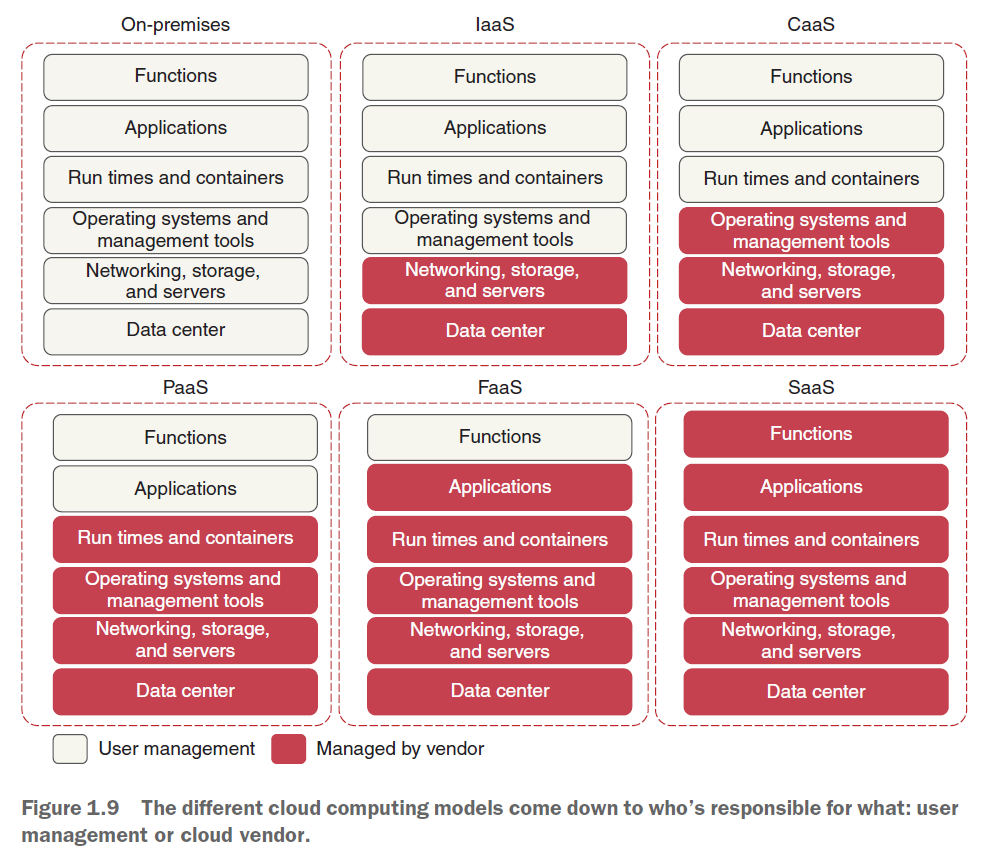 On-premises
Functions
Applications
Run times and containers
Operating systems and
management tools
Networking, storage,
and servers
Data center
IaaS
Functions
Applications
Run times and containers
Operating systems and
management tools
Networking, storage,
and servers
Data center
CaaS
Functions
Applications
Run times and containers
Operating systems and
management tools
Networking, storage,
and servers
Data center
PaaS
Functions
Applications
Run times and containers
Operating systems and
management tools
Networking, storage,
and servers
Data center
FaaS
Functions
Applications
Run times and containers
Operating systems and
management tools
Networking, storage,
and servers
Data center
SaaS
Functions
Applications
Run times and containers
Operating systems and
management tools
Networking, storage,
and servers
Data center
User management
Managed by vendor
Figure 1.9 The different cloud computing models come down to who’s responsible for what: user
management or cloud vendor.